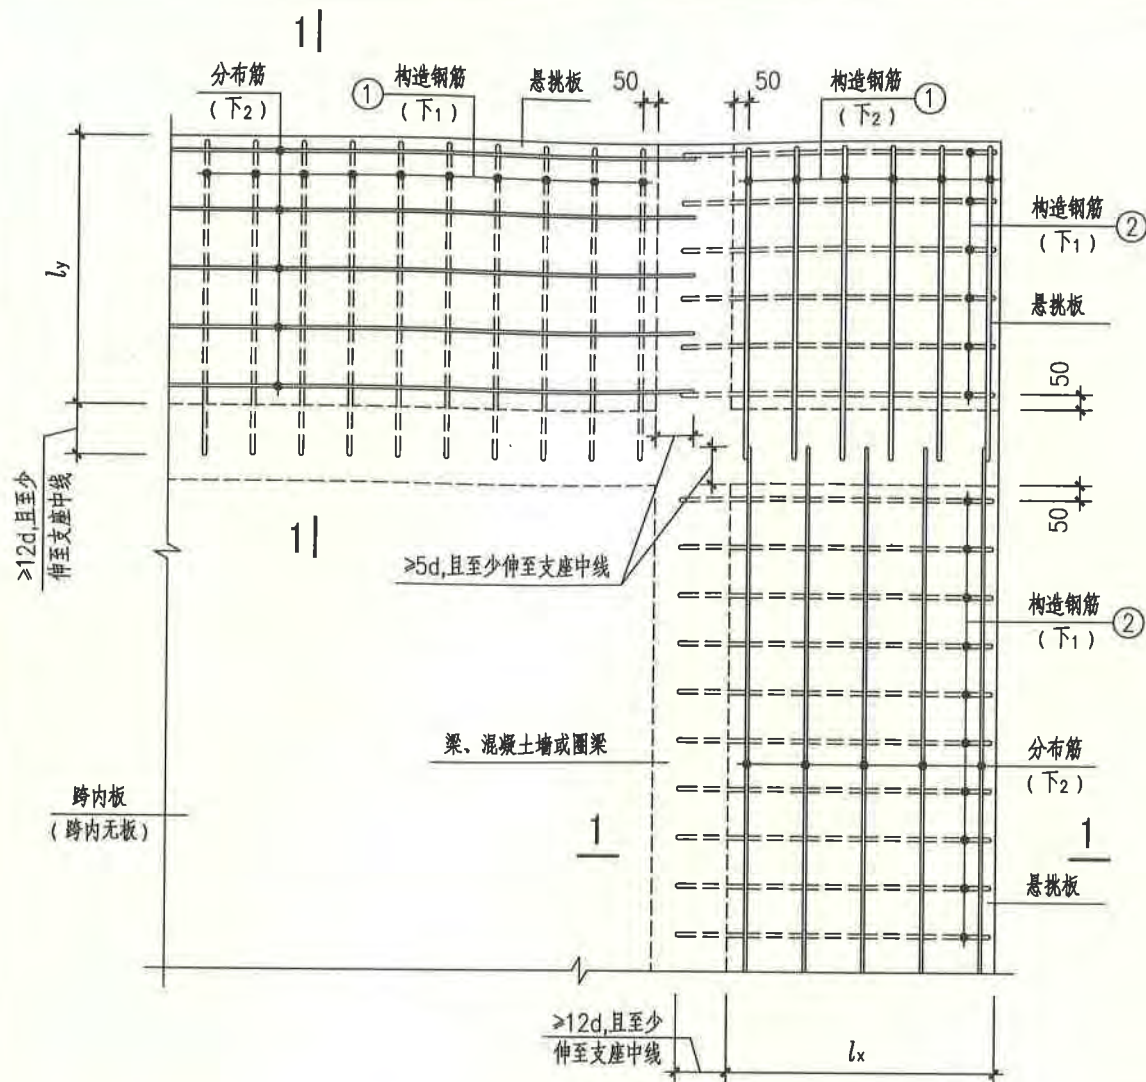 1
分布筋
(下2)
①
构造钢筋
(下1)
悬挑板
50
50
构造钢筋
(下2)
①
构造钢筋
(下1)
②
悬挑板
50
ly
≥12d,且至少
伸至支座中线
1
≥5d,且至少伸至支座中线
50
构造钢筋
(下1)
②
梁、混凝土墙或圈梁
分布筋
(下2)
跨内板
(跨内无板)
1
1
悬挑板
≥12d,且至少
伸至支座中线
lx